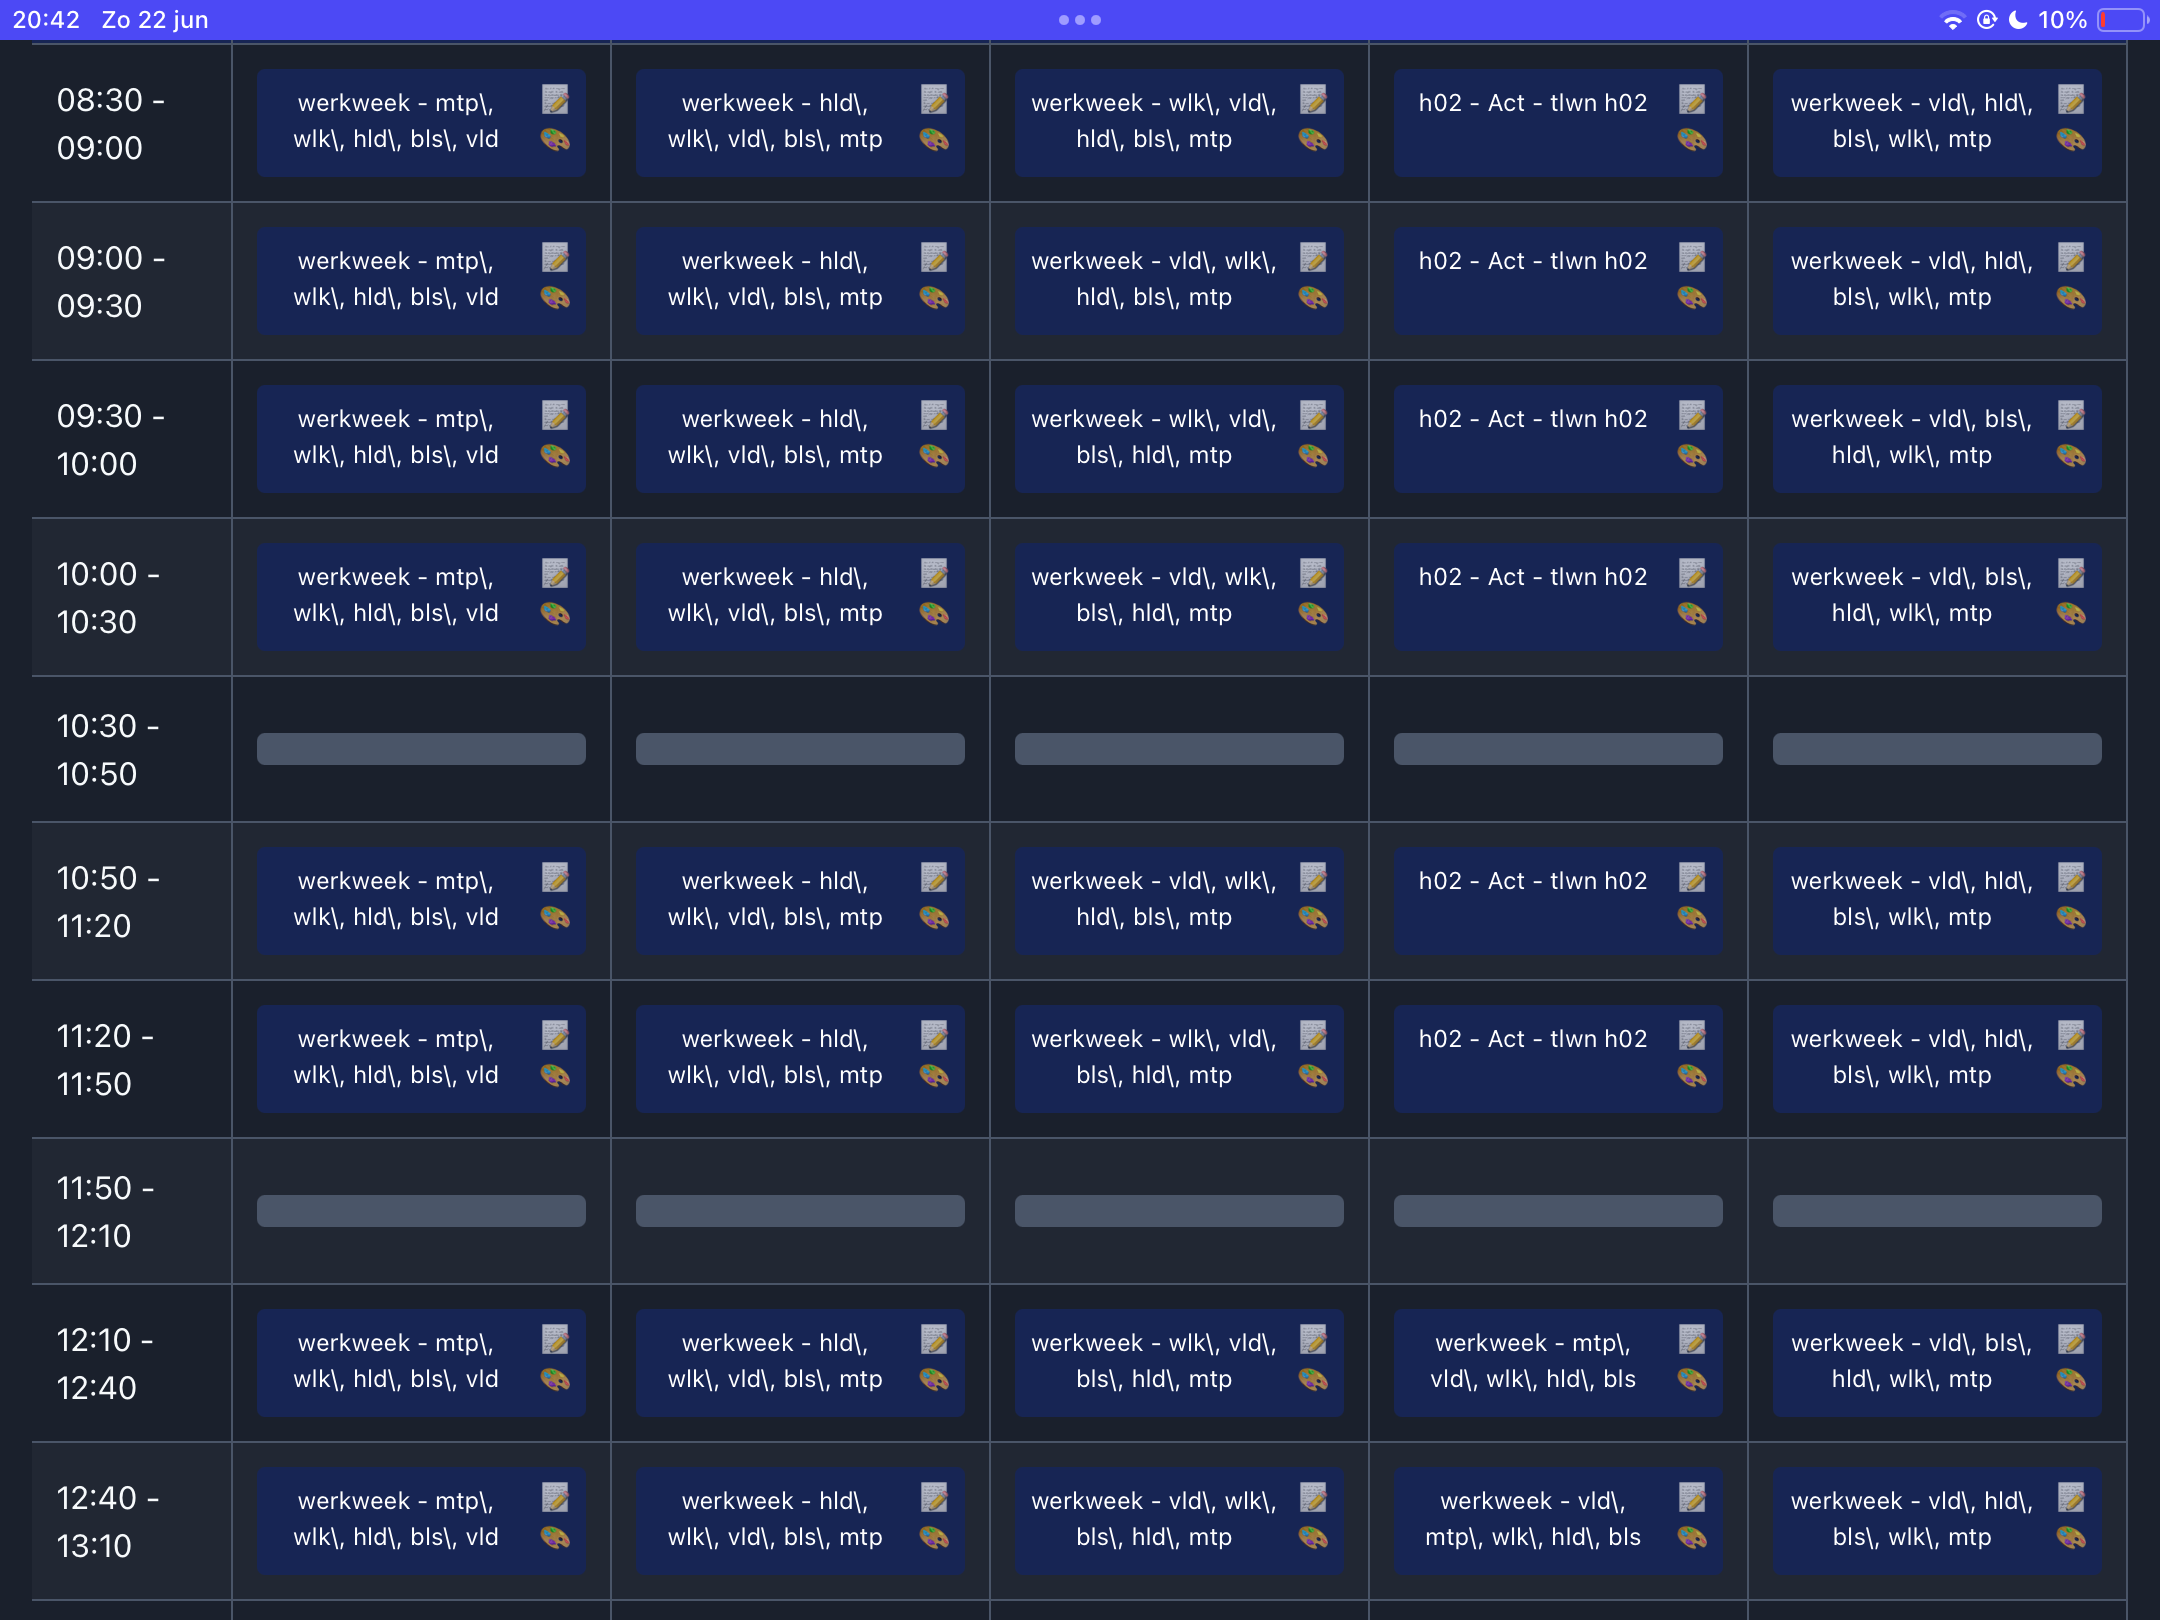 20:42 Zo 22 jun 10%
08:30 -
09:00
werkweek - mtp\,
wlk\, hld\, bls\, vld
werkweek - hld\,
wlk\, vld\, bls\, mtp
werkweek - wlk\, vld\,
hld\, bls\, mtp
h02 - Act - tlwn h02
werkweek - vld\, hld\,
bls\, wlk\, mtp
09:00 -
09:30
werkweek - mtp\,
wlk\, hld\, bls\, vld
werkweek - hld\,
wlk\, vld\, bls\, mtp
werkweek - vld\, wlk\,
hld\, bls\, mtp
h02 - Act - tlwn h02
werkweek - vld\, hld\,
bls\, wlk\, mtp
09:30 -
10:00
werkweek - mtp\,
wlk\, hld\, bls\, vld
werkweek - hld\,
wlk\, vld\, bls\, mtp
werkweek - wlk\, vld\,
bls\, hld\, mtp
h02 - Act - tlwn h02
werkweek - vld\, bls\,
hld\, wlk\, mtp
10:00 -
10:30
werkweek - mtp\,
wlk\, hld\, bls\, vld
werkweek - hld\,
wlk\, vld\, bls\, mtp
werkweek - vld\, wlk\,
bls\, hld\, mtp
h02 - Act - tlwn h02
werkweek - vld\, bls\,
hld\, wlk\, mtp
10:30 -
10:50
10:50 -
11:20
werkweek - mtp\,
wlk\, hld\, bls\, vld
werkweek - hld\,
wlk\, vld\, bls\, mtp
werkweek - vld\, wlk\,
hld\, bls\, mtp
h02 - Act - tlwn h02
werkweek - vld\, hld\,
bls\, wlk\, mtp
11:20 -
11:50
werkweek - mtp\,
wlk\, hld\, bls\, vld
werkweek - hld\,
wlk\, vld\, bls\, mtp
werkweek - wlk\, vld\,
bls\, hld\, mtp
h02 - Act - tlwn h02
werkweek - vld\, hld\,
bls\, wlk\, mtp
11:50 -
12:10
12:10 -
12:40
werkweek - mtp\,
wlk\, hld\, bls\, vld
werkweek - hld\,
wlk\, vld\, bls\, mtp
werkweek - wlk\, vld\,
bls\, hld\, mtp
werkweek - mtp\,
vld\, wlk\, hld\, bls
werkweek - vld\, bls\,
hld\, wlk\, mtp
12:40 -
13:10
werkweek - mtp\,
wlk\, hld\, bls\, vld
werkweek - hld\,
wlk\, vld\, bls\, mtp
werkweek - vld\, wlk\,
bls\, hld\, mtp
werkweek - vld\,
mtp\, wlk\, hld\, bls
werkweek - vld\, hld\,
bls\, wlk\, mtp